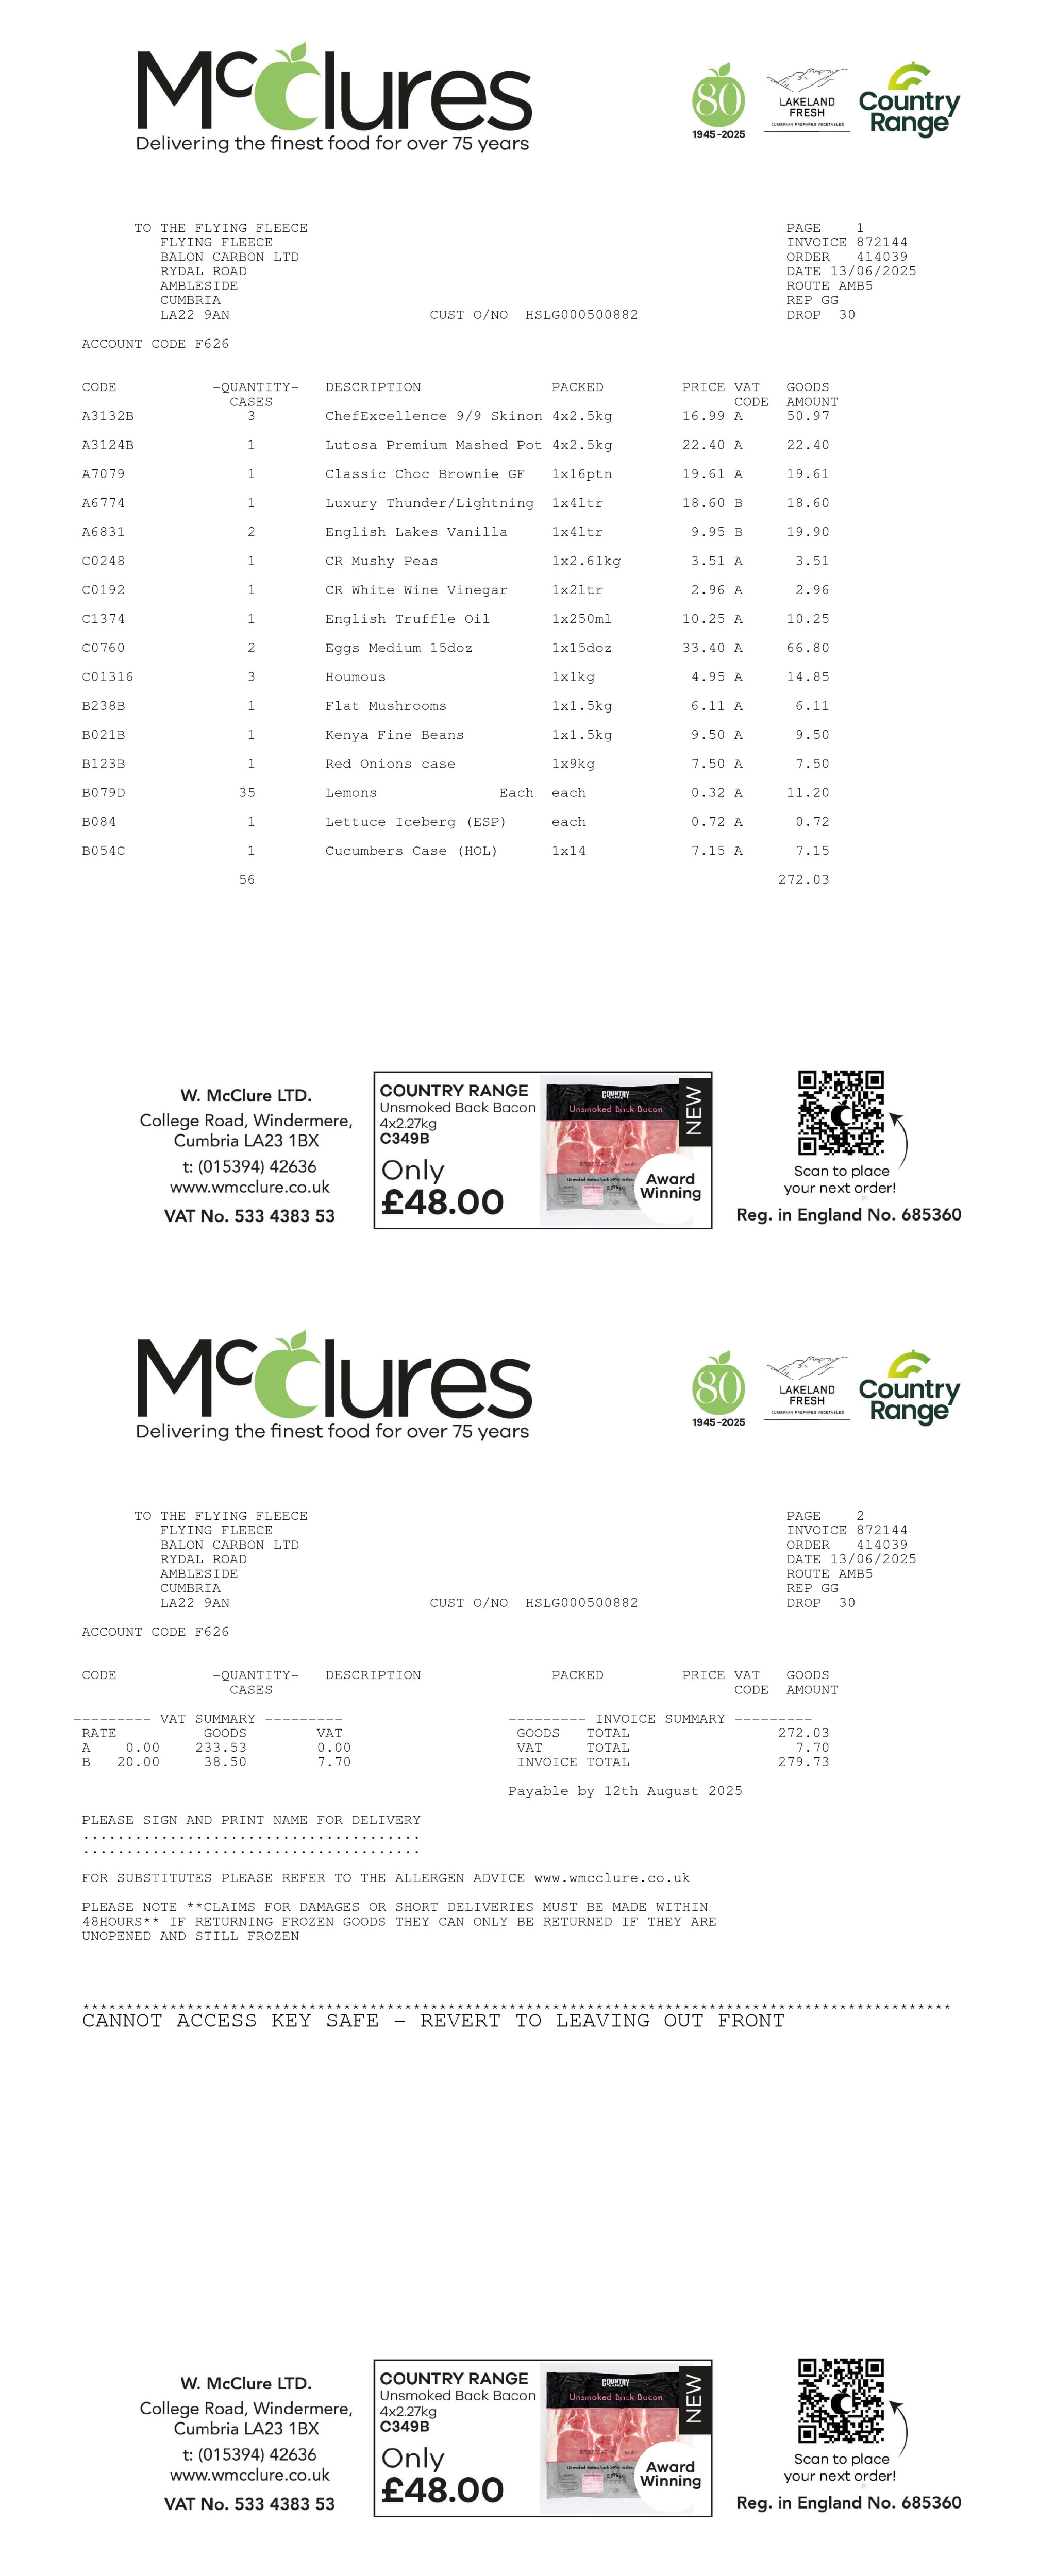 McClures
Delivering the finest food for over 75 years
80
1945-2025
LAKELAND
FRESH
CUMBRIAN PREPARED VEGETABLES
Country
Range
TO THE FLYING FLEECE PAGE 1
FLYING FLEECE INVOICE 872144
BALON CARBON LTD ORDER 414039
RYDAL ROAD DATE 13/06/2025
AMBLESIDE ROUTE AMB5
CUMBRIA REP GG
LA22 9AN CUST O/NO HSLG000500882 DROP 30
ACCOUNT CODE F626
CODE -QUANTITY- DESCRIPTION PACKED PRICE VAT GOODS
CASES CODE AMOUNT
A3132B 3 ChefExcellence 9/9 Skinon 4x2.5kg 16.99 A 50.97
A3124B 1 Lutosa Premium Mashed Pot 4x2.5kg 22.40 A 22.40
A7079 1 Classic Choc Brownie GF 1x16ptn 19.61 A 19.61
A6774 1 Luxury Thunder/Lightning 1x4ltr 18.60 B 18.60
A6831 2 English Lakes Vanilla 1x4ltr 9.95 B 19.90
C0248 1 CR Mushy Peas 1x2.61kg 3.51 A 3.51
C0192 1 CR White Wine Vinegar 1x2ltr 2.96 A 2.96
C1374 1 English Truffle Oil 1x250ml 10.25 A 10.25
C0760 2 Eggs Medium 15doz 1x15doz 33.40 A 66.80
C01316 3 Houmous 1x1kg 4.95 A 14.85
B238B 1 Flat Mushrooms 1x1.5kg 6.11 A 6.11
B021B 1 Kenya Fine Beans 1x1.5kg 9.50 A 9.50
B123B 1 Red Onions case 1x9kg 7.50 A 7.50
B079D 35 Lemons Each each 0.32 A 11.20
B084 1 Lettuce Iceberg (ESP) each 0.72 A 0.72
B054C 1 Cucumbers Case (HOL) 1x14 7.15 A 7.15
56 272.03
W. McClure LTD.
College Road, Windermere,
Cumbria LA23 1BX
t: (015394) 42636
www.wmcclure.co.uk
VAT No. 533 4383 53
COUNTRY RANGE
Unsmoked Back Bacon
4x2.27kg
C349B
Only
£48.00
COUNTRY
Unsmoked Back Bacon
NEW
Award
Winning
Scan to place
your next order!
Reg. in England No. 685360
McClures
Delivering the finest food for over 75 years
80
1945-2025
LAKELAND
FRESH
CUMBRIAN PREPARED VEGETABLES
Country
Range
TO THE FLYING FLEECE PAGE 2
FLYING FLEECE INVOICE 872144
BALON CARBON LTD ORDER 414039
RYDAL ROAD DATE 13/06/2025
AMBLESIDE ROUTE AMB5
CUMBRIA REP GG
LA22 9AN CUST O/NO HSLG000500882 DROP 30
ACCOUNT CODE F626
CODE -QUANTITY- DESCRIPTION PACKED PRICE VAT GOODS
CASES CODE AMOUNT
--------- VAT SUMMARY --------- --------- INVOICE SUMMARY ---------
RATE GOODS VAT GOODS TOTAL 272.03
A 0.00 233.53 0.00 VAT TOTAL 7.70
B 20.00 38.50 7.70 INVOICE TOTAL 279.73
Payable by 12th August 2025
PLEASE SIGN AND PRINT NAME FOR DELIVERY
.......................................
.......................................
FOR SUBSTITUTES PLEASE REFER TO THE ALLERGEN ADVICE www.wmcclure.co.uk
PLEASE NOTE **CLAIMS FOR DAMAGES OR SHORT DELIVERIES MUST BE MADE WITHIN
48HOURS** IF RETURNING FROZEN GOODS THEY CAN ONLY BE RETURNED IF THEY ARE
UNOPENED AND STILL FROZEN
****************************************************************************************************
CANNOT ACCESS KEY SAFE - REVERT TO LEAVING OUT FRONT
W. McClure LTD.
College Road, Windermere,
Cumbria LA23 1BX
t: (015394) 42636
www.wmcclure.co.uk
VAT No. 533 4383 53
COUNTRY RANGE
Unsmoked Back Bacon
4x2.27kg
C349B
Only
£48.00
COUNTRY
Unsmoked Back Bacon
NEW
Award
Winning
Scan to place
your next order!
Reg. in England No. 685360